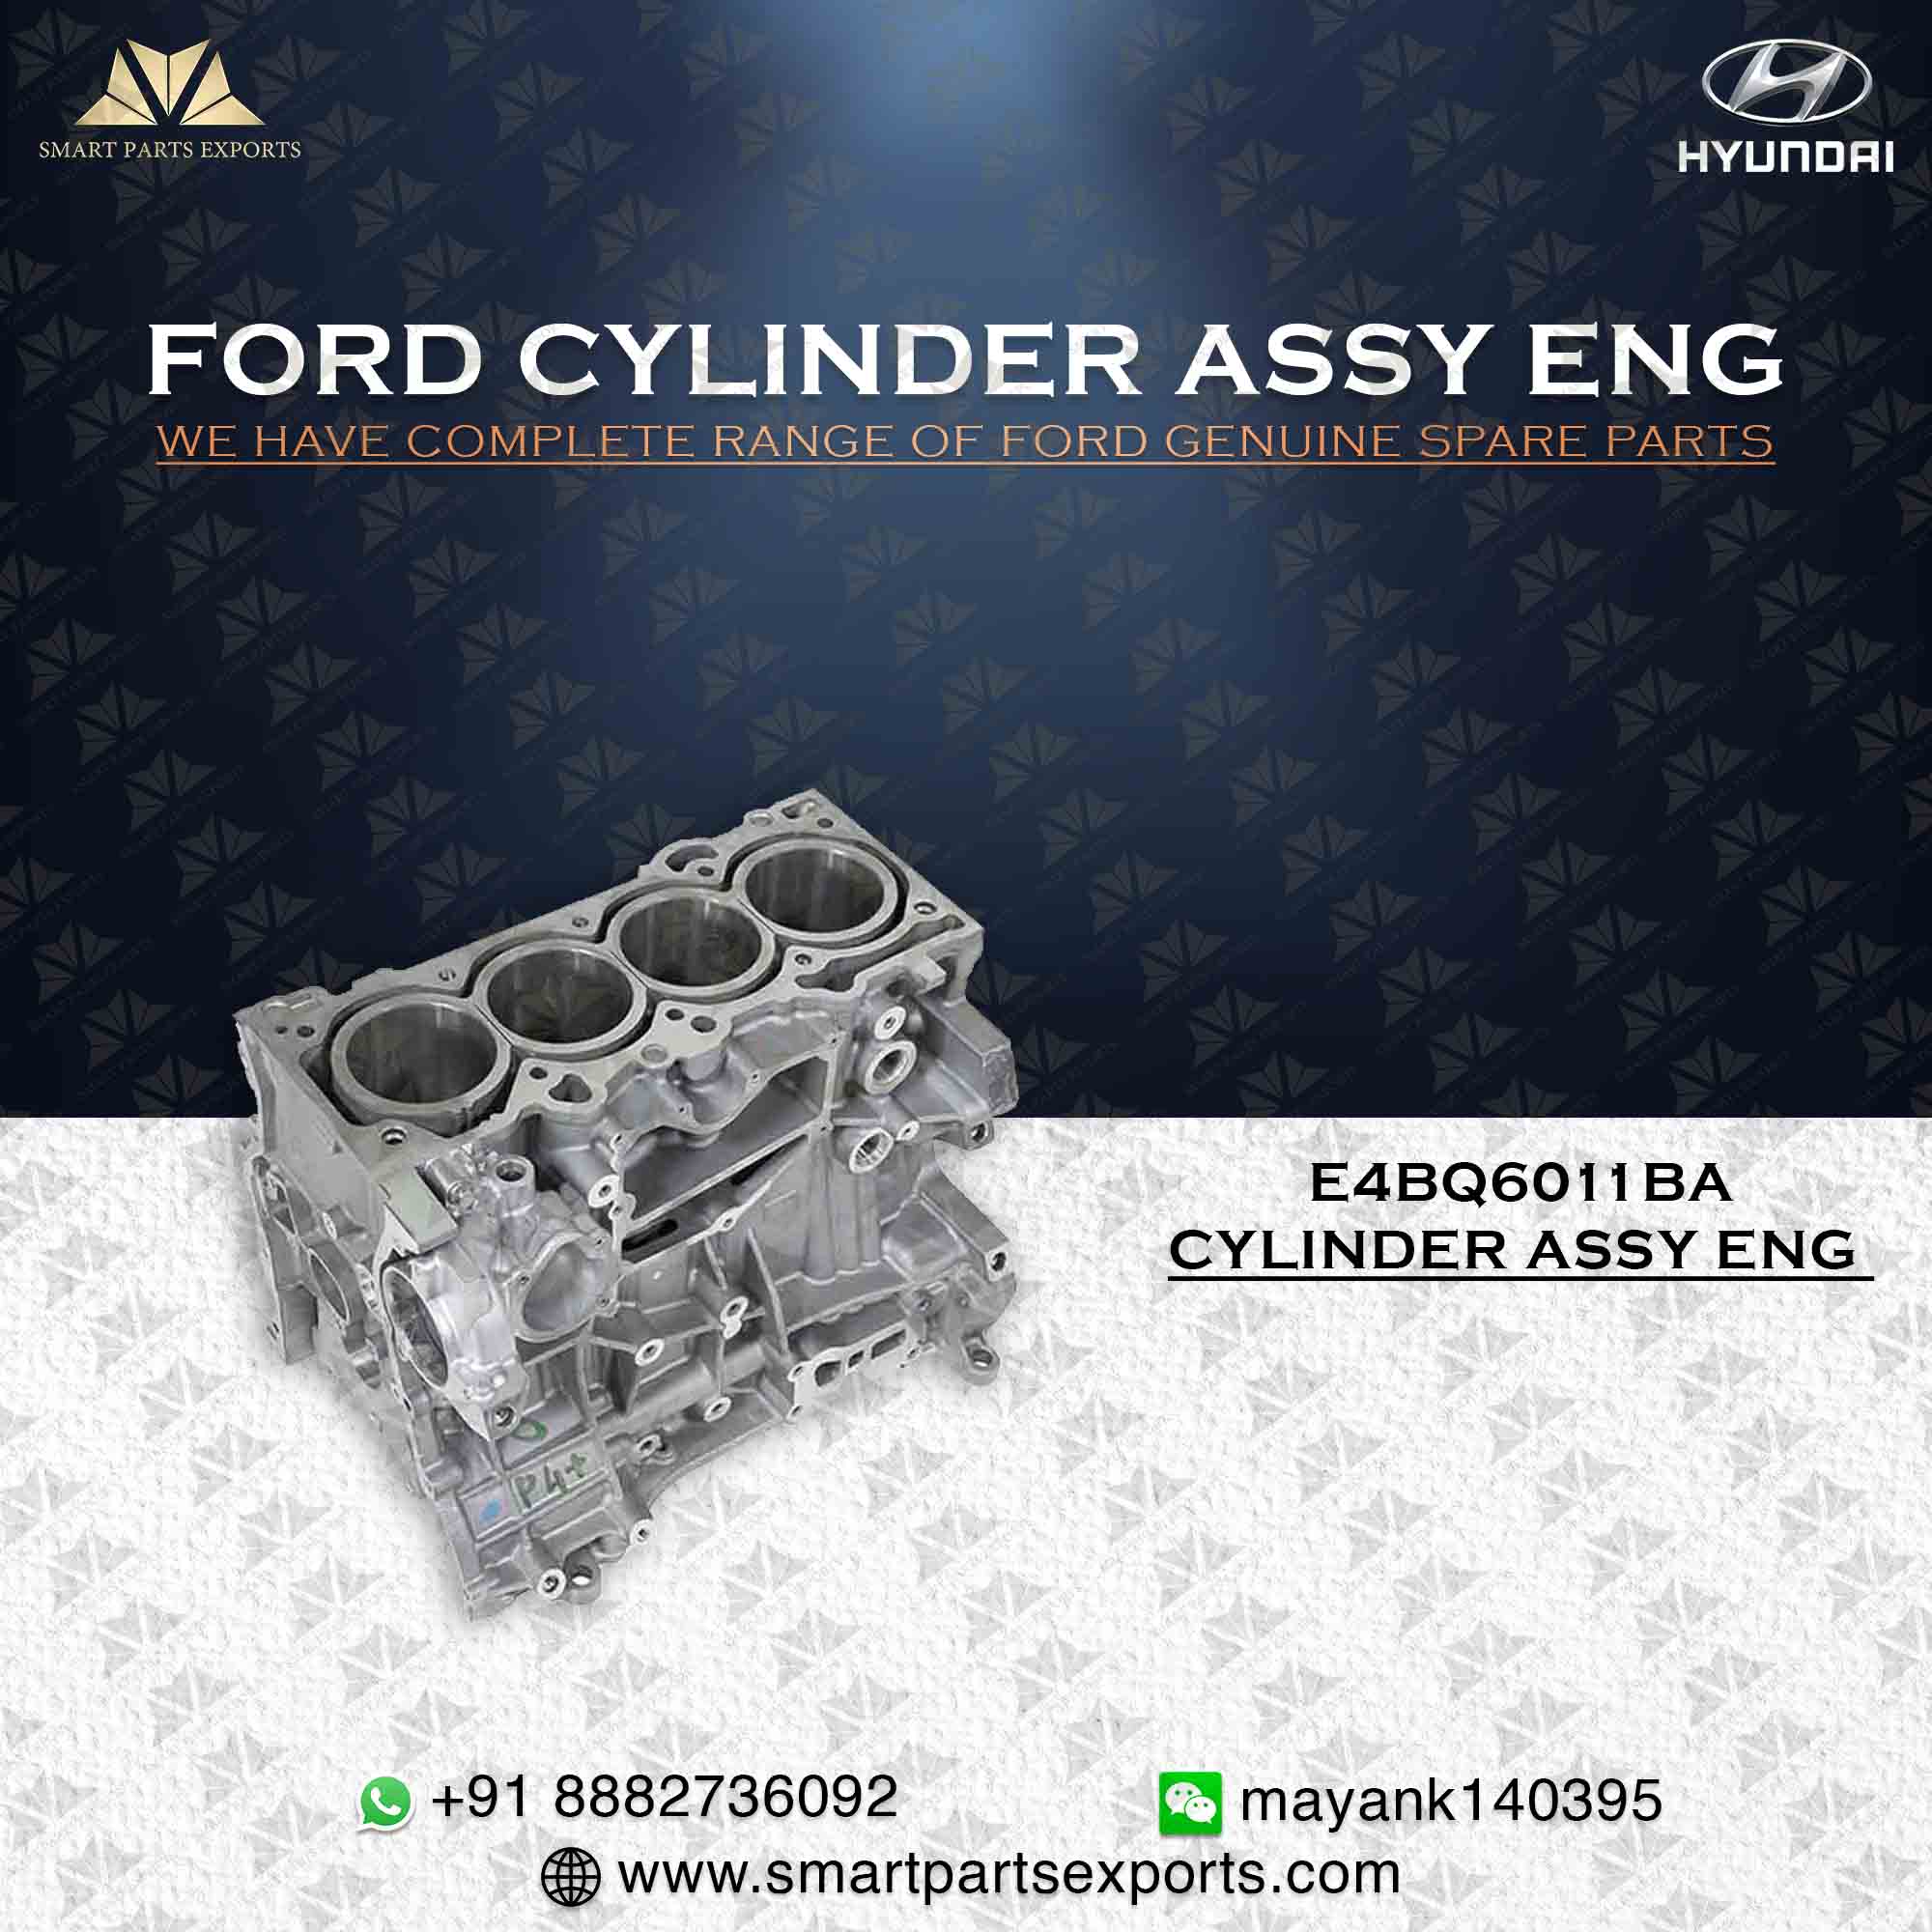 SMART PARTS EXPORTS
HYUNDAI
FORD CYLINDER ASSY ENG
WE HAVE COMPLETE RANGE OF FORD GENUINE SPARE PARTS
E4BQ6011BA
CYLINDER ASSY ENG
P4+
+91 8882736092
mayank140395
www.smartpartsexports.com